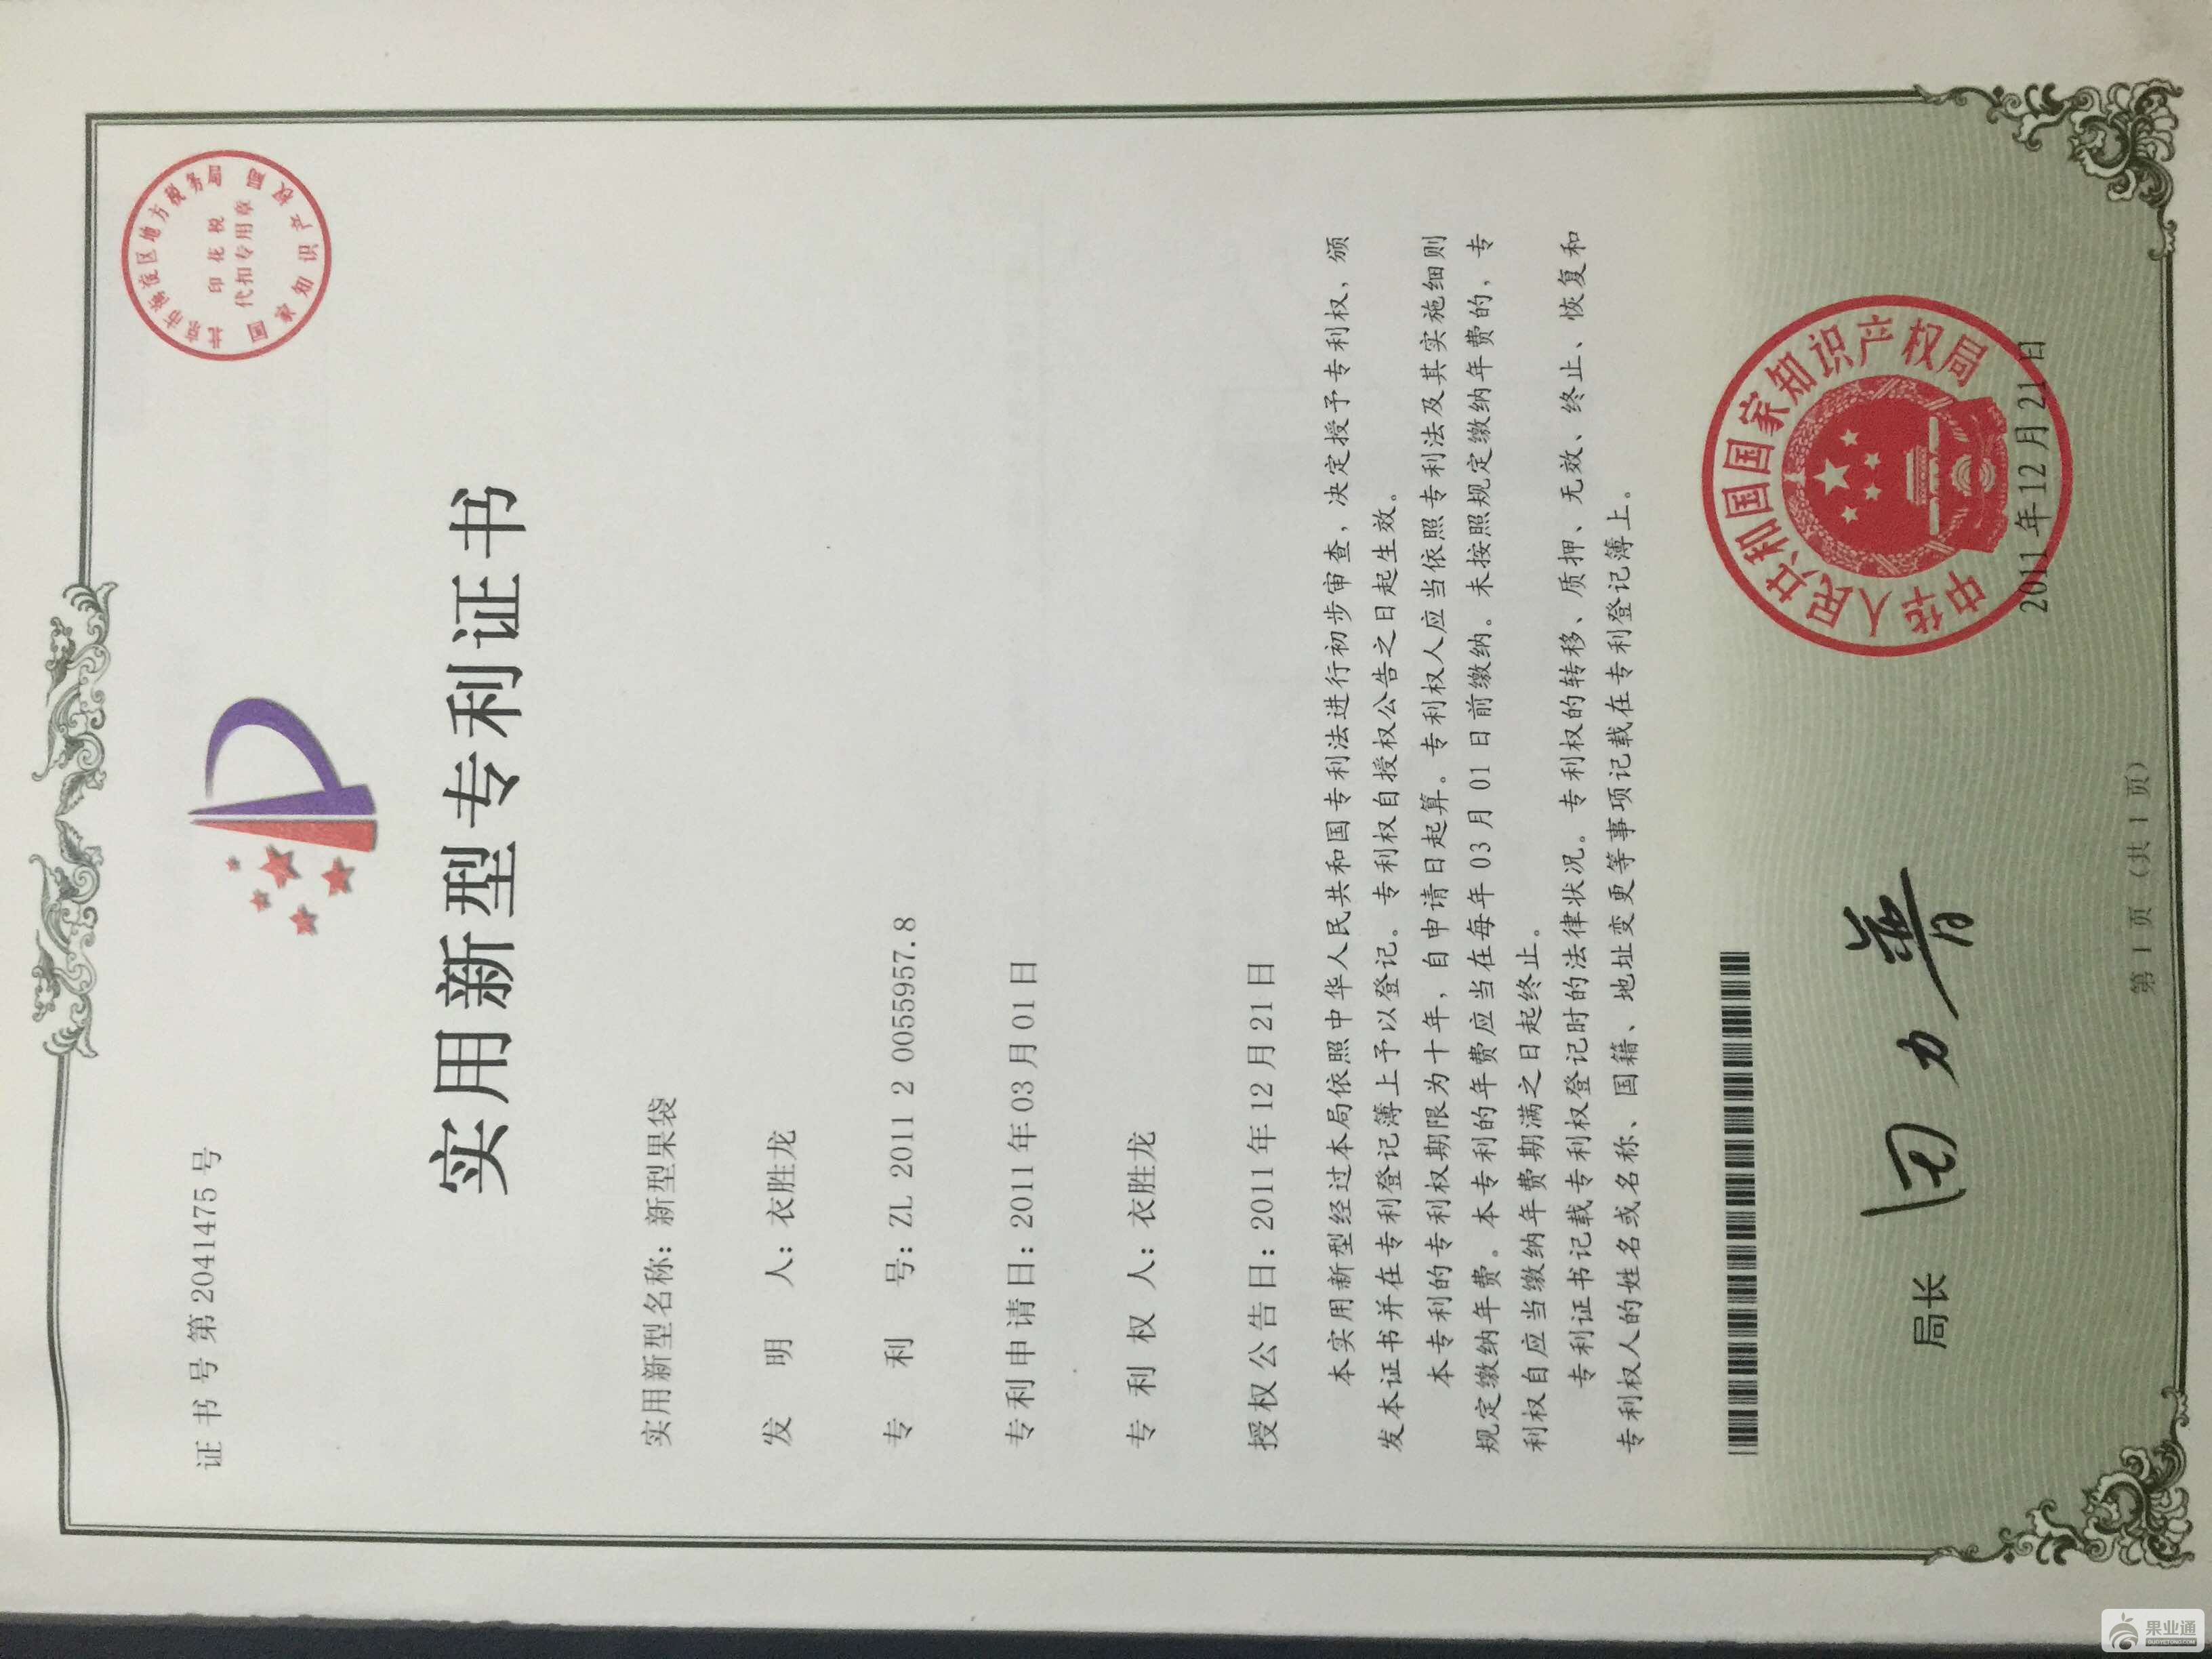 证书号第2041475号
北京市海淀区地方税务局
印花税
代扣专用章
国家知识产权局
实用新型专利证书
实用新型名称：新型果袋
发明人：衣胜龙
专利号：ZL 2011 2 0055957.8
专利申请日：2011年03月01日
专利权人：衣胜龙
授权公告日：2011年12月21日
本实用新型经过本局依照中华人民共和国专利法进行初步审查，决定授予专利权，颁
发本证书并在专利登记簿上予以登记。专利权自授权公告之日起生效。
本专利的专利权期限为十年，自申请日起算。专利权人应当依照专利法及其实施细则
规定缴纳年费。本专利的年费应当在每年03月01日前缴纳。未按照规定缴纳年费的，专
利权自应当缴纳年费期满之日起终止。
专利证书记载专利权登记时的法律状况。专利权的转移、质押、无效、终止、恢复和
专利权人的姓名或名称、国籍、地址变更等事项记载在专利登记簿上。
局长 田力普
中华人民共和国国家知识产权局
2011年12月21日
第1页（共1页）
果业通
GUOYETONG.COM